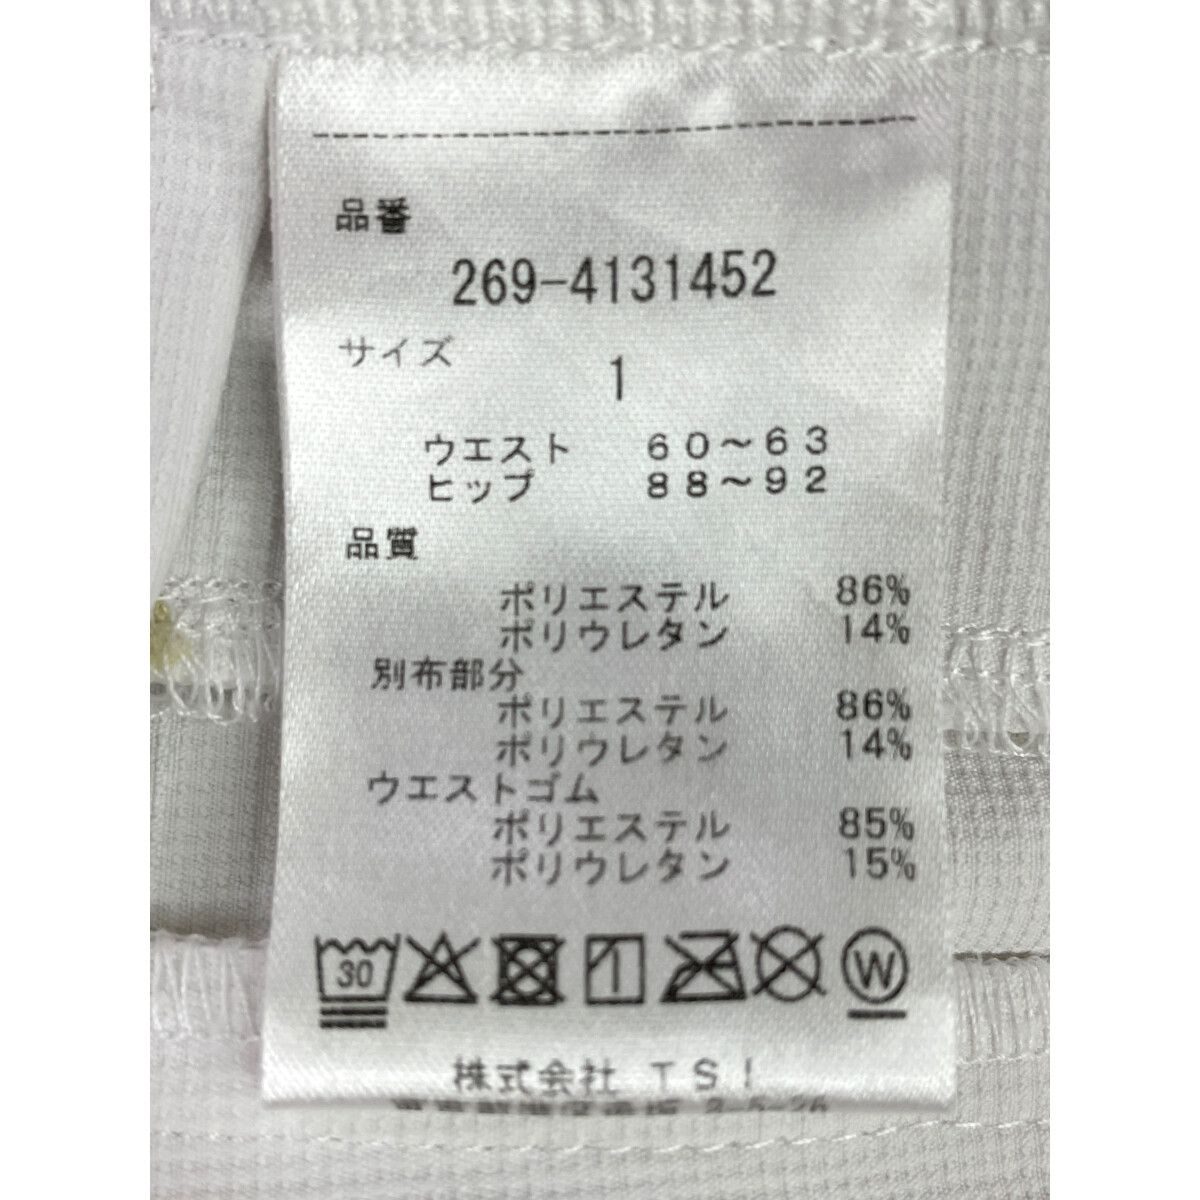 品番
269-4131452
サイズ
1
ウエスト 60～63
ヒップ 88～92
品質
ポリエステル 86%
ポリウレタン 14%
別布部分
ポリエステル 86%
ポリウレタン 14%
ウエストゴム
ポリエステル 85%
ポリウレタン 15%
30 W
株式会社 TSI
2-5-26